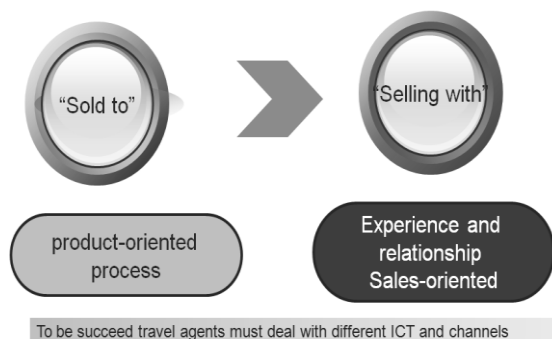 “Sold to”
“Selling with”
product-oriented
process
Experience and
relationship
Sales-oriented
To be succeed travel agents must deal with different ICT and channels